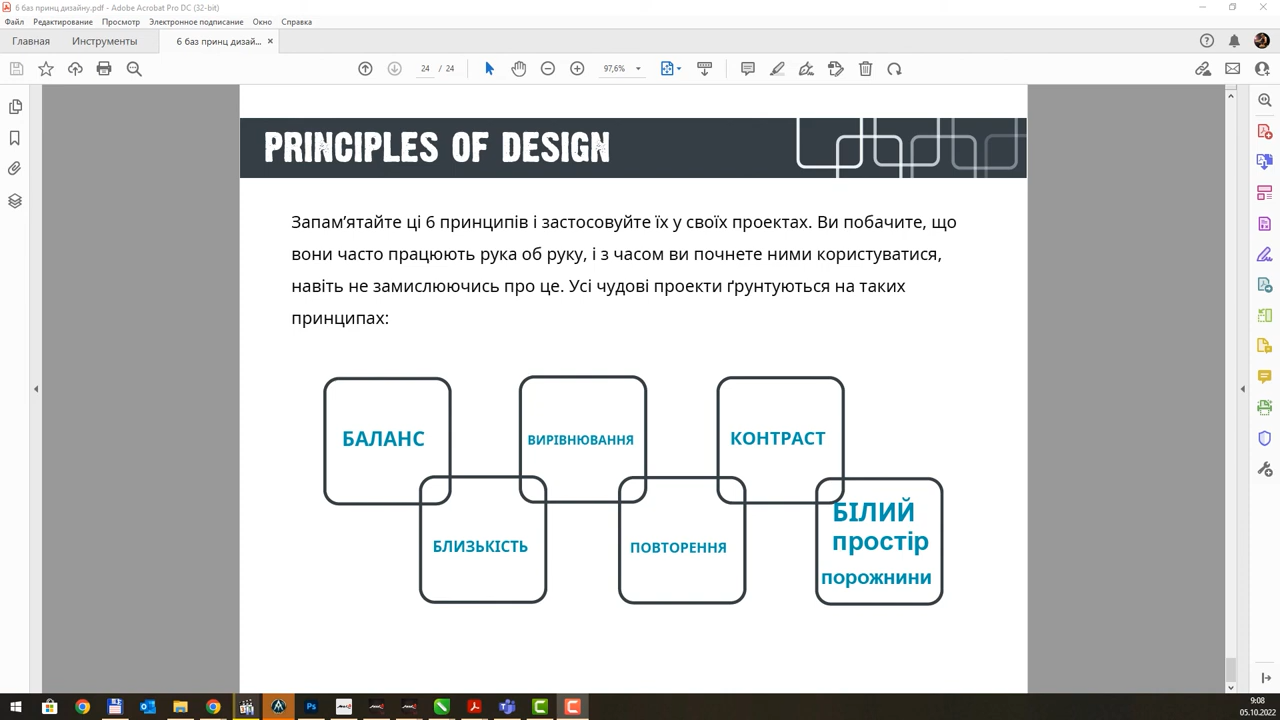 6 баз принц дизайну.pdf - Adobe Acrobat Pro DC (32-bit)
Файл Редактирование Просмотр Электронное подписание Окно Справка
Главная Инструменты 6 баз принц дизай... ×
24 / 24 97,6%
PRINCIPLES OF DESIGN
Запам’ятайте ці 6 принципів і застосовуйте їх у своїх проектах. Ви побачите, що
вони часто працюють рука об руку, і з часом ви почнете ними користуватися,
навіть не замислюючись про це. Усі чудові проекти ґрунтуються на таких
принципах:
БАЛАНС
ВИРІВНЮВАННЯ
КОНТРАСТ
БЛИЗЬКІСТЬ
ПОВТОРЕННЯ
БІЛИЙ
простір
порожнини
9:08
05.10.2022